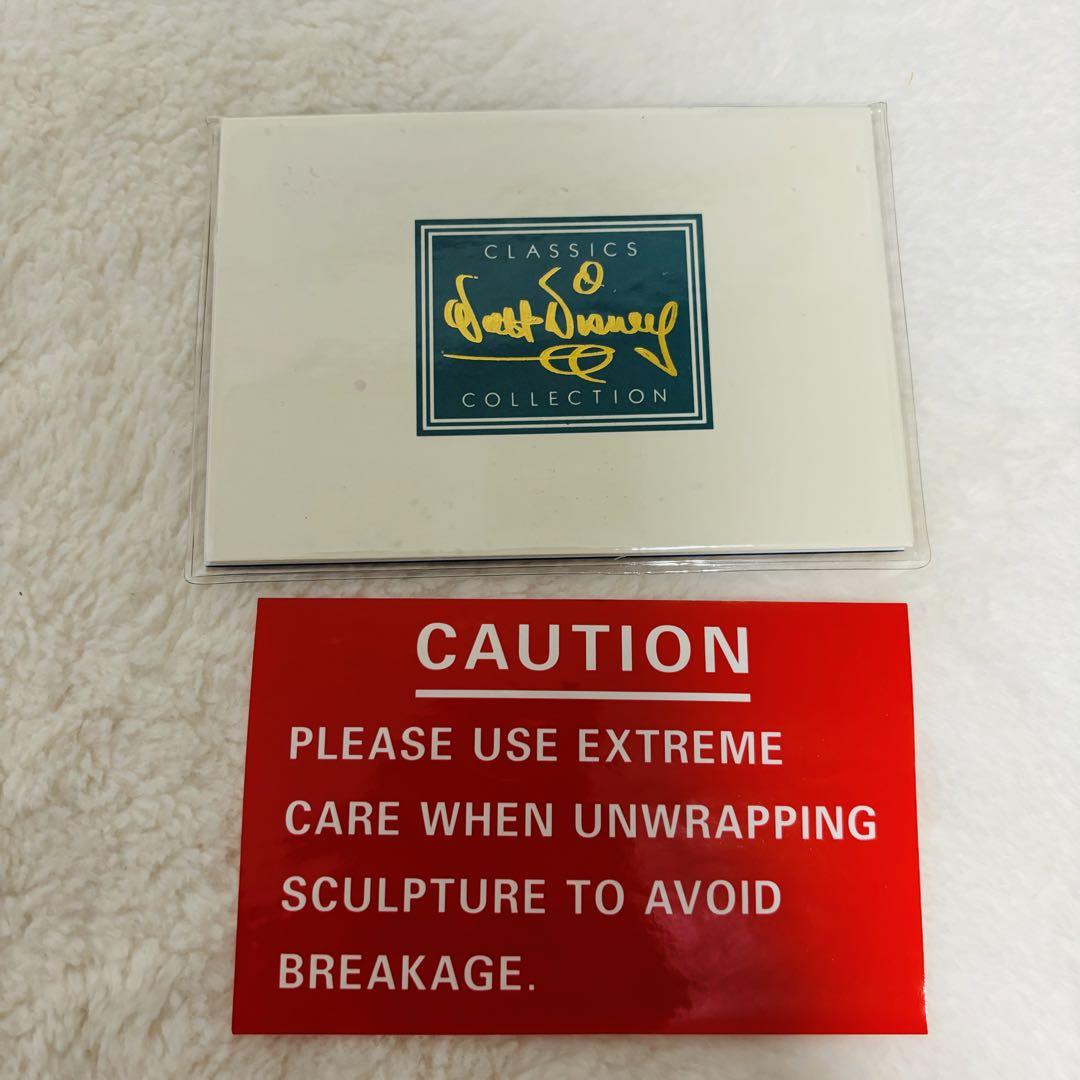 CLASSICS
Walt Disney
COLLECTION
CAUTION
PLEASE USE EXTREME
CARE WHEN UNWRAPPING
SCULPTURE TO AVOID
BREAKAGE.